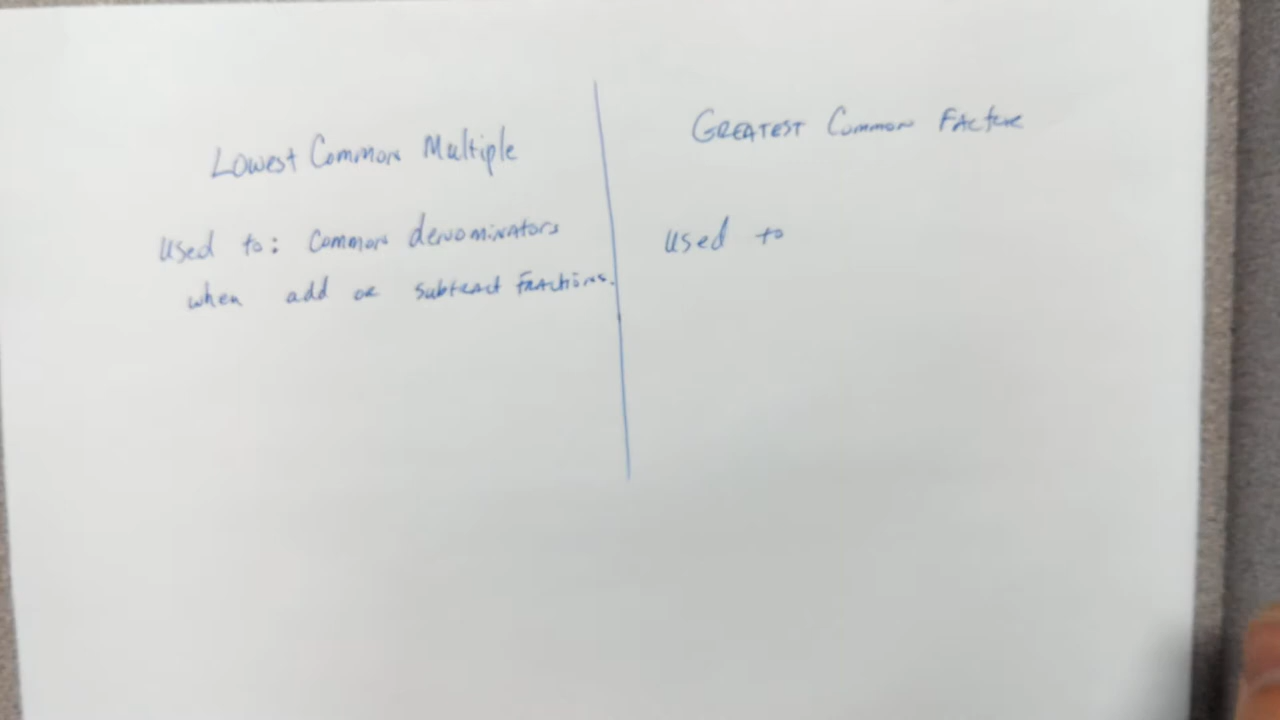 Lowest Common Multiple
used to: common denominators
when add or subtract fractions.
GREATEST Common Factor
used to